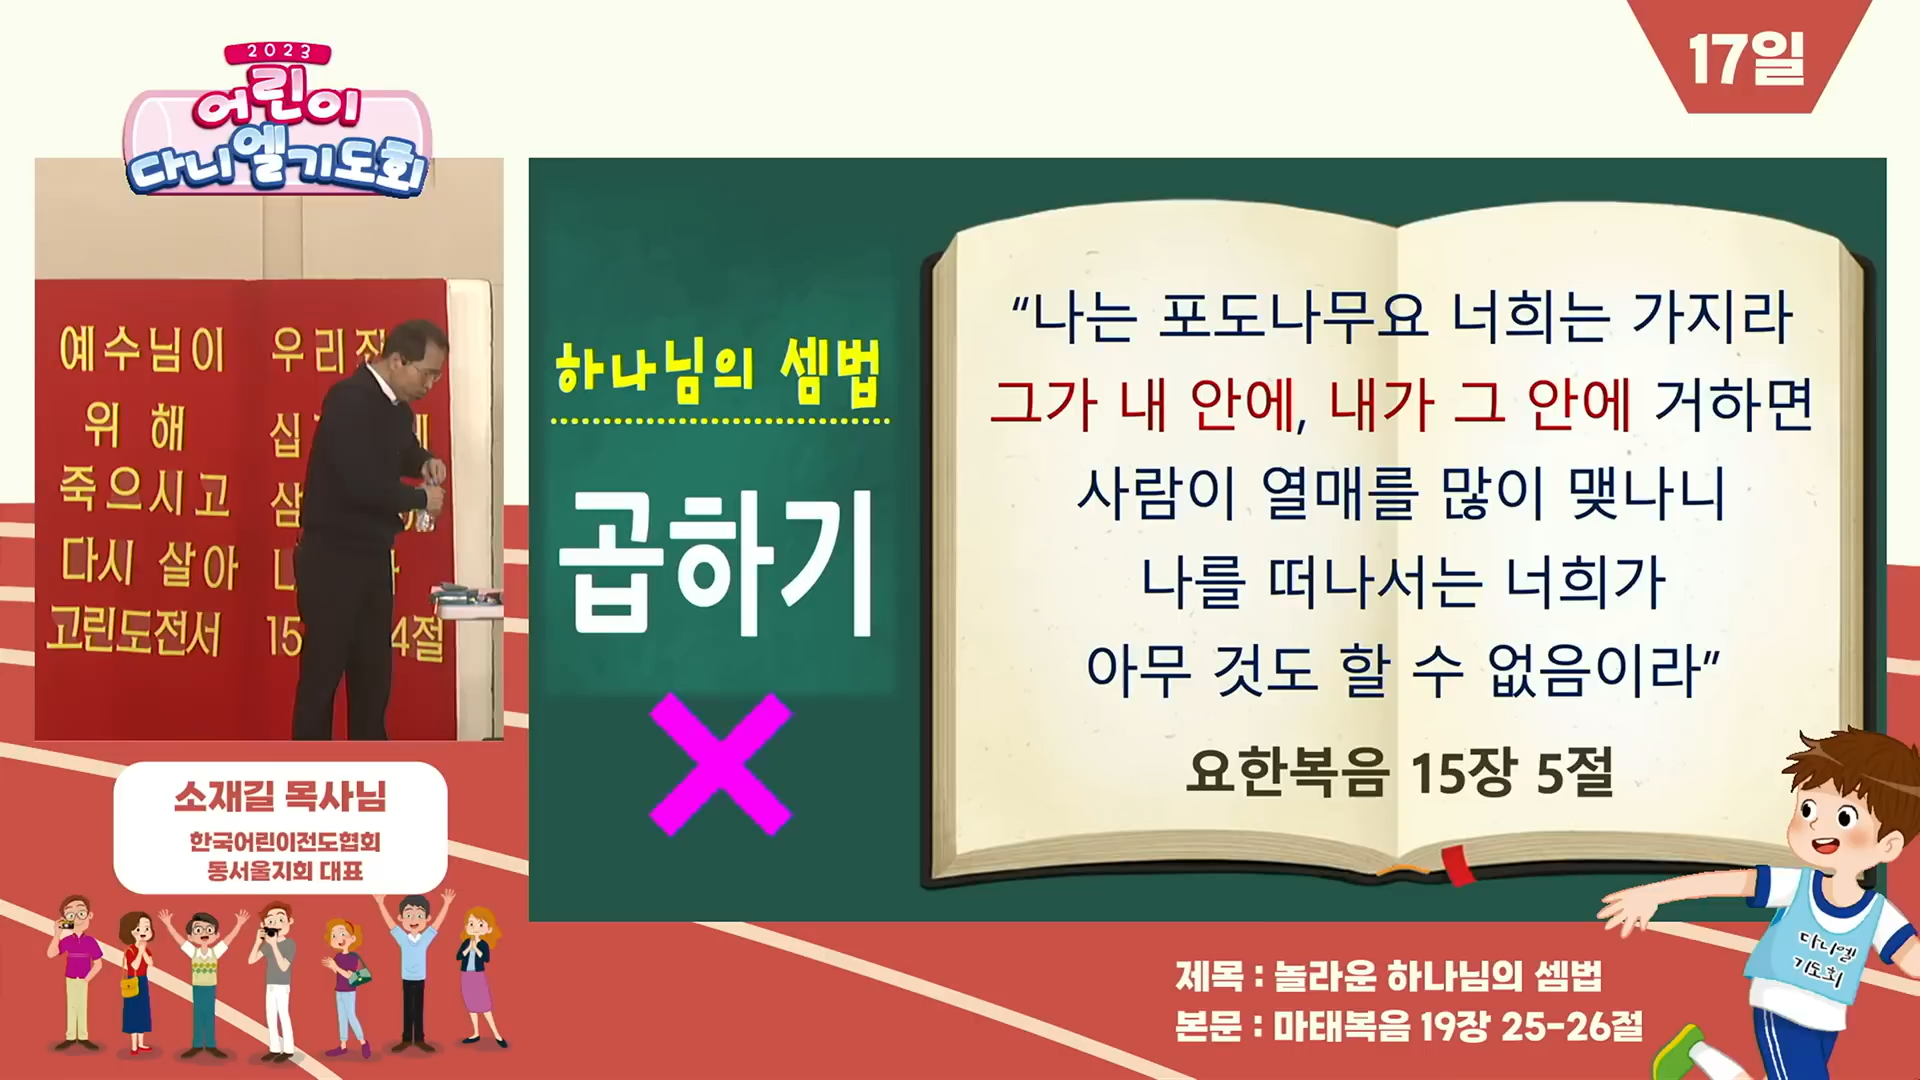 2023
어린이
다니엘기도회
17일
예수님이 우리
위 해 십
죽으시고 삼
다시 살아
고린도전서 15 4절
소재길 목사님
한국어린이전도협회
동서울지회 대표
하나님의 셈법
곱하기
“나는 포도나무요 너희는 가지라
그가 내 안에, 내가 그 안에 거하면
사람이 열매를 많이 맺나니
나를 떠나서는 너희가
아무 것도 할 수 없음이라”
요한복음 15장 5절
다니엘
기도회
제목 : 놀라운 하나님의 셈법
본문 : 마태복음 19장 25-26절